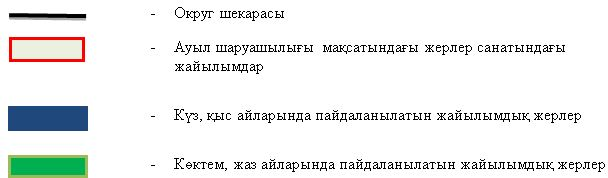 - Округ шекарасы
- Ауыл шаруашылығы мақсатындағы жерлер санатындағы
жайылымдар
- Күз, қыс айларында пайдаланылатын жайылымдық жерлер
- Көктем, жаз айларында пайдаланылатын жайылымдық жерлер